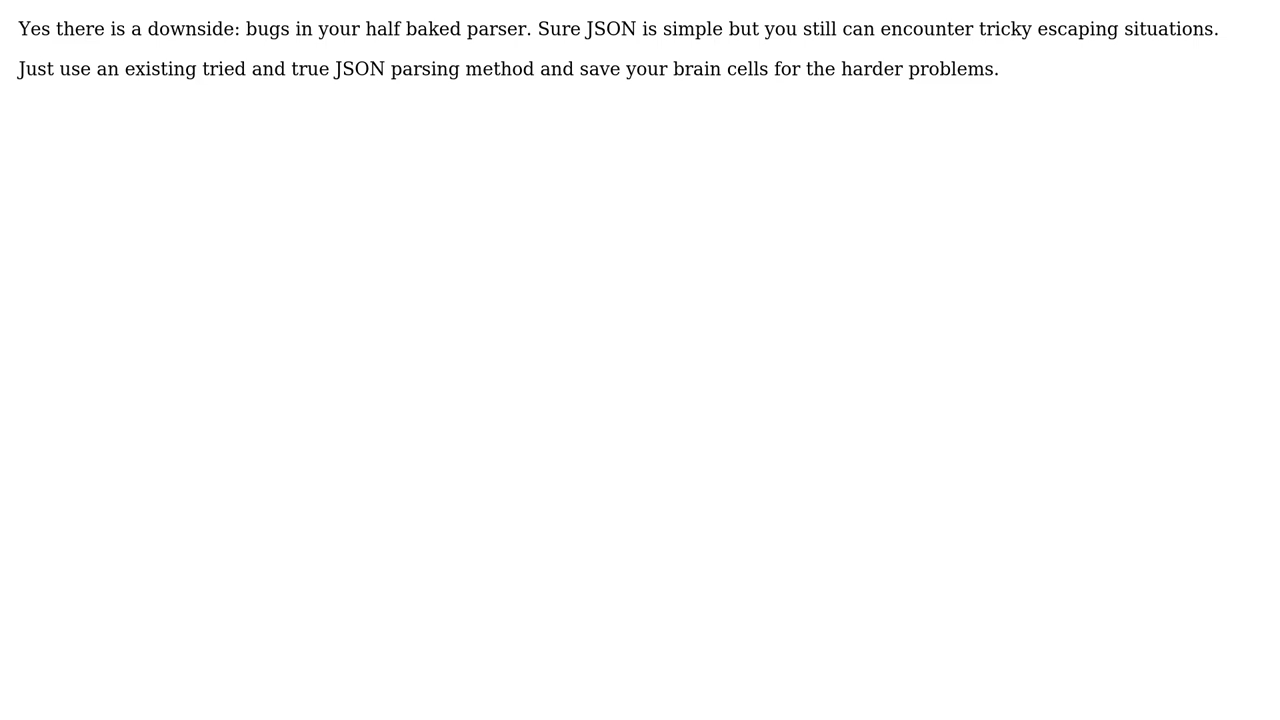 Yes there is a downside: bugs in your half baked parser. Sure JSON is simple but you still can encounter tricky escaping situations.
Just use an existing tried and true JSON parsing method and save your brain cells for the harder problems.